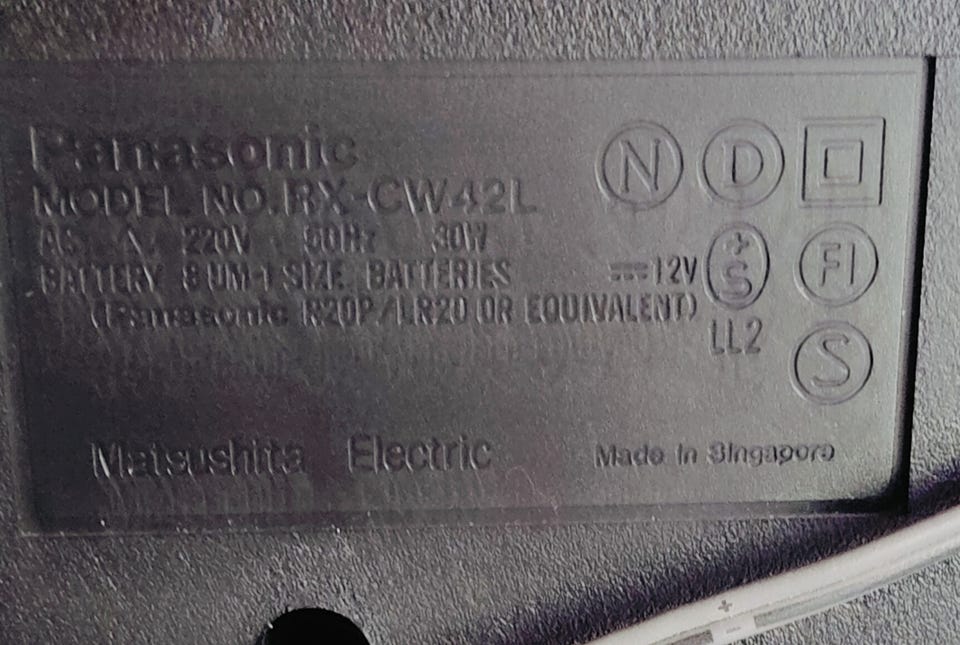 Panasonic
MODEL NO. RX-CW42L
220V 50Hz 30W
BATTERY 8 UM-1 SIZE BATTERIES 12V
(Panasonic R20P/LR20 OR EQUIVALENT)
Matsushita Electric
Made in Singapore
N D
+S FI
LL2
S
+
−